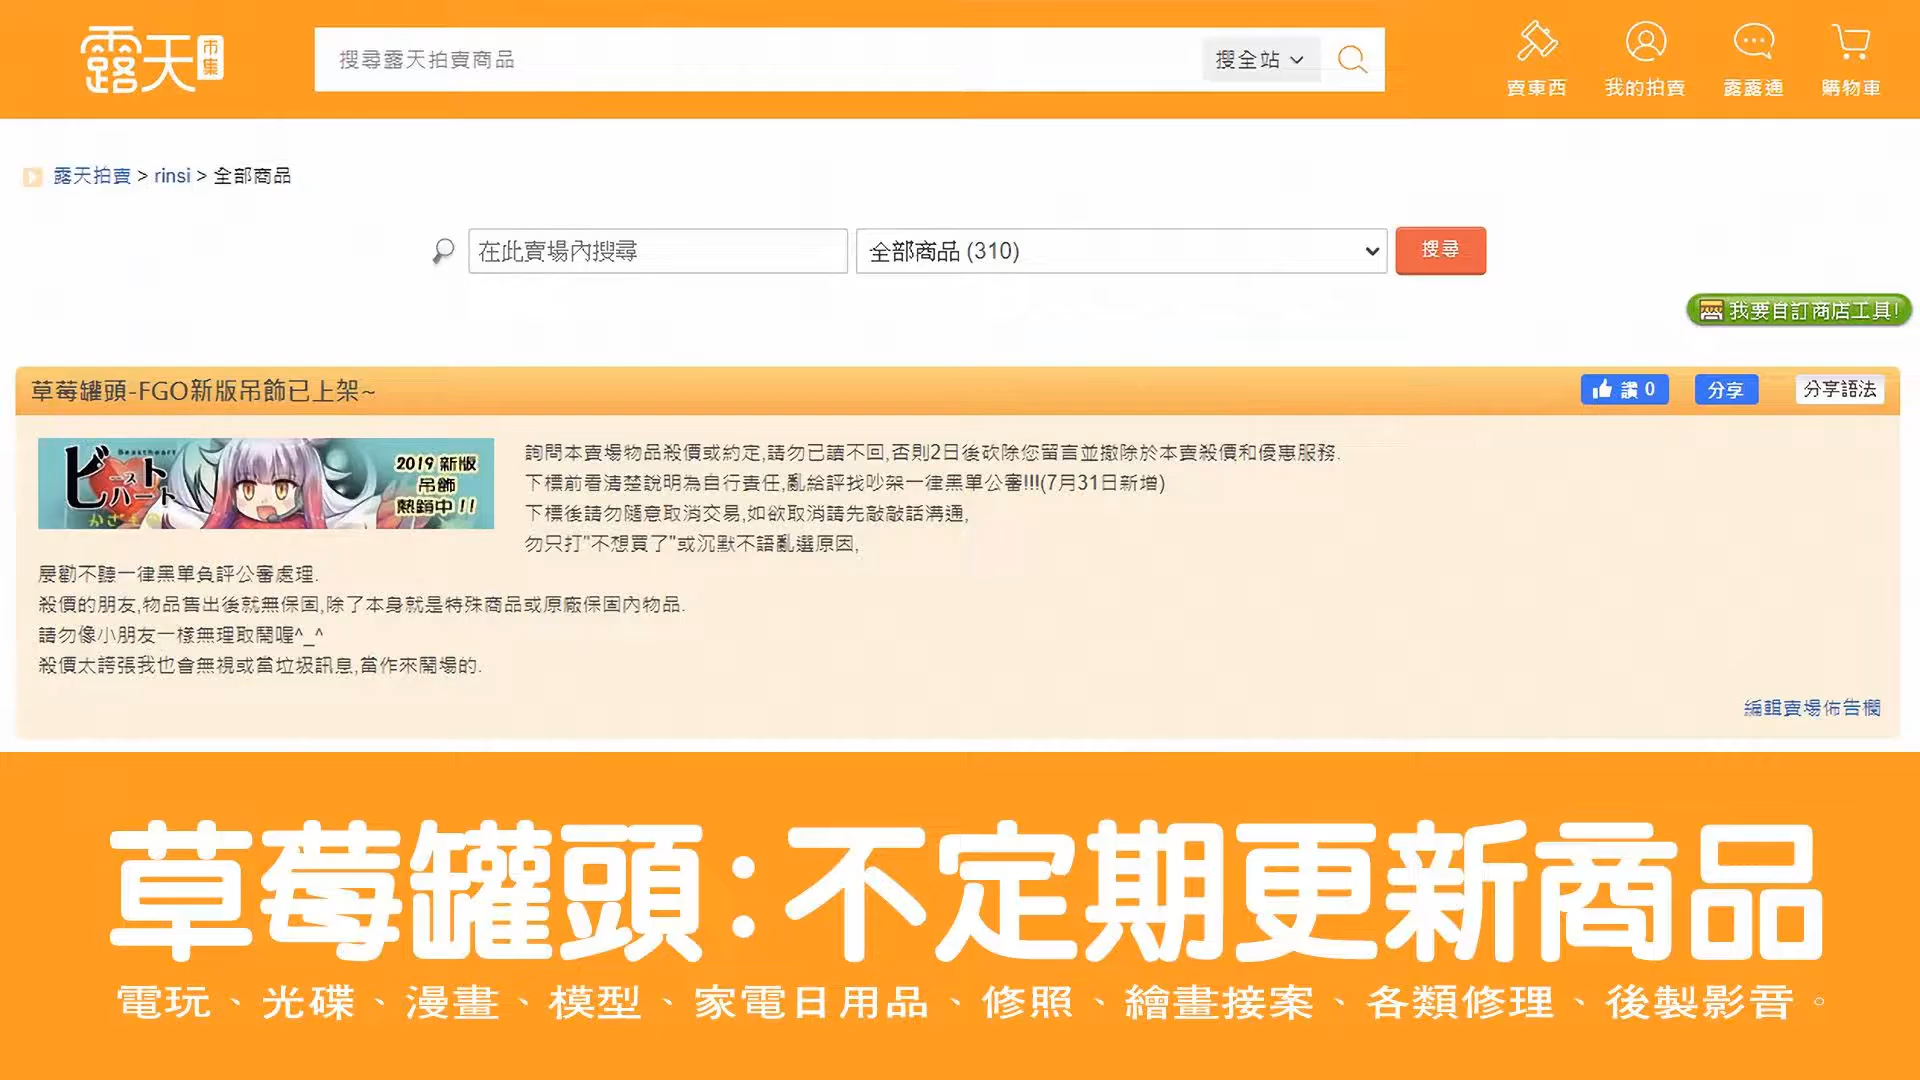 露天市集
搜尋露天拍賣商品
搜全站
賣東西
我的拍賣
露露通
購物車
露天拍賣 > rinsi > 全部商品
在此賣場內搜尋
全部商品 (310)
搜尋
我要自訂商店工具!
草莓罐頭-FGO新版吊飾已上架~
讚 0
分享
分享語法
Beastheart
ビーストハート
かざもの
2019 新版
吊飾
熱銷中 !!
詢問本賣場物品殺價或約定,請勿已讀不回,否則2日後砍除您留言並撤除於本賣殺價和優惠服務.
下標前看清楚說明為自行責任,亂給評找吵架一律黑單公審!!!(7月31日新增)
下標後請勿隨意取消交易,如欲取消請先敲敲話溝通,
勿只打"不想買了"或沉默不語亂選原因,
屢勸不聽一律黑單負評公審處理.
殺價的朋友,物品售出後就無保固,除了本身就是特殊商品或原廠保固內物品.
請勿像小朋友一樣無理取鬧喔^_^
殺價太誇張我也會無視或當垃圾訊息,當作來鬧場的.
編輯賣場佈告欄
草莓罐頭:不定期更新商品
電玩、光碟、漫畫、模型、家電日用品、修照、繪畫接案、各類修理、後製影音。